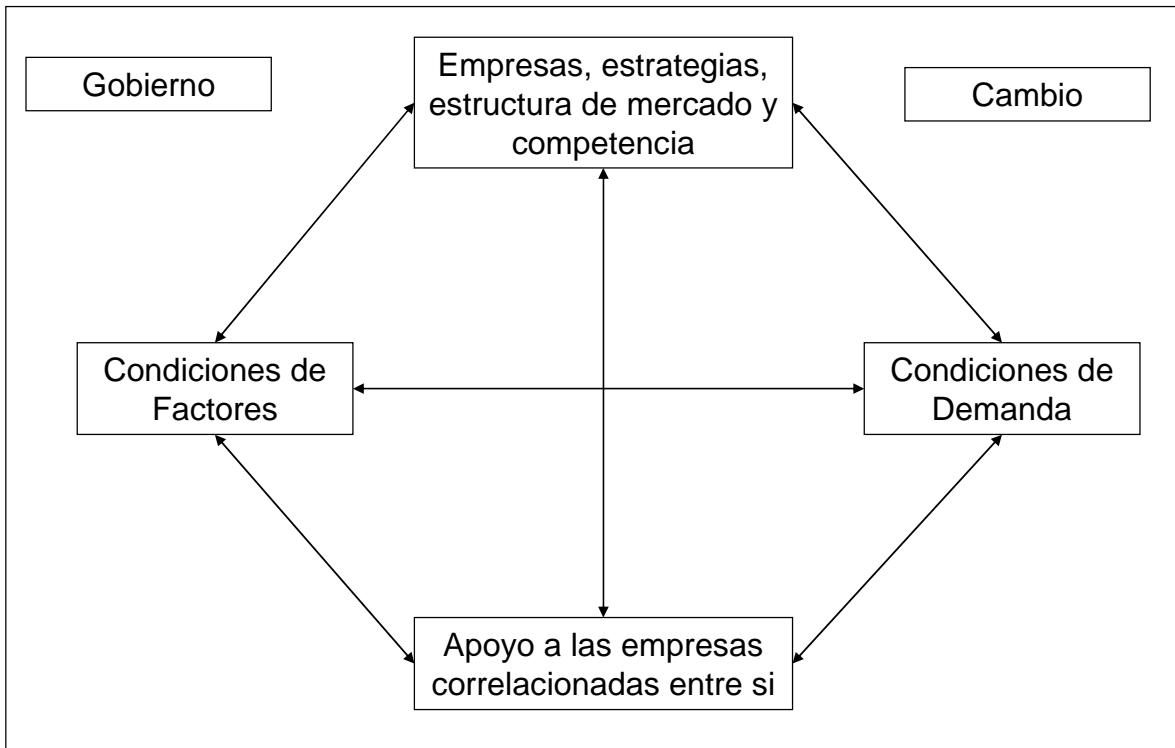 Gobierno
Empresas, estrategias,
estructura de mercado y
competencia
Cambio
Condiciones de
Factores
Condiciones de
Demanda
Apoyo a las empresas
correlacionadas entre si